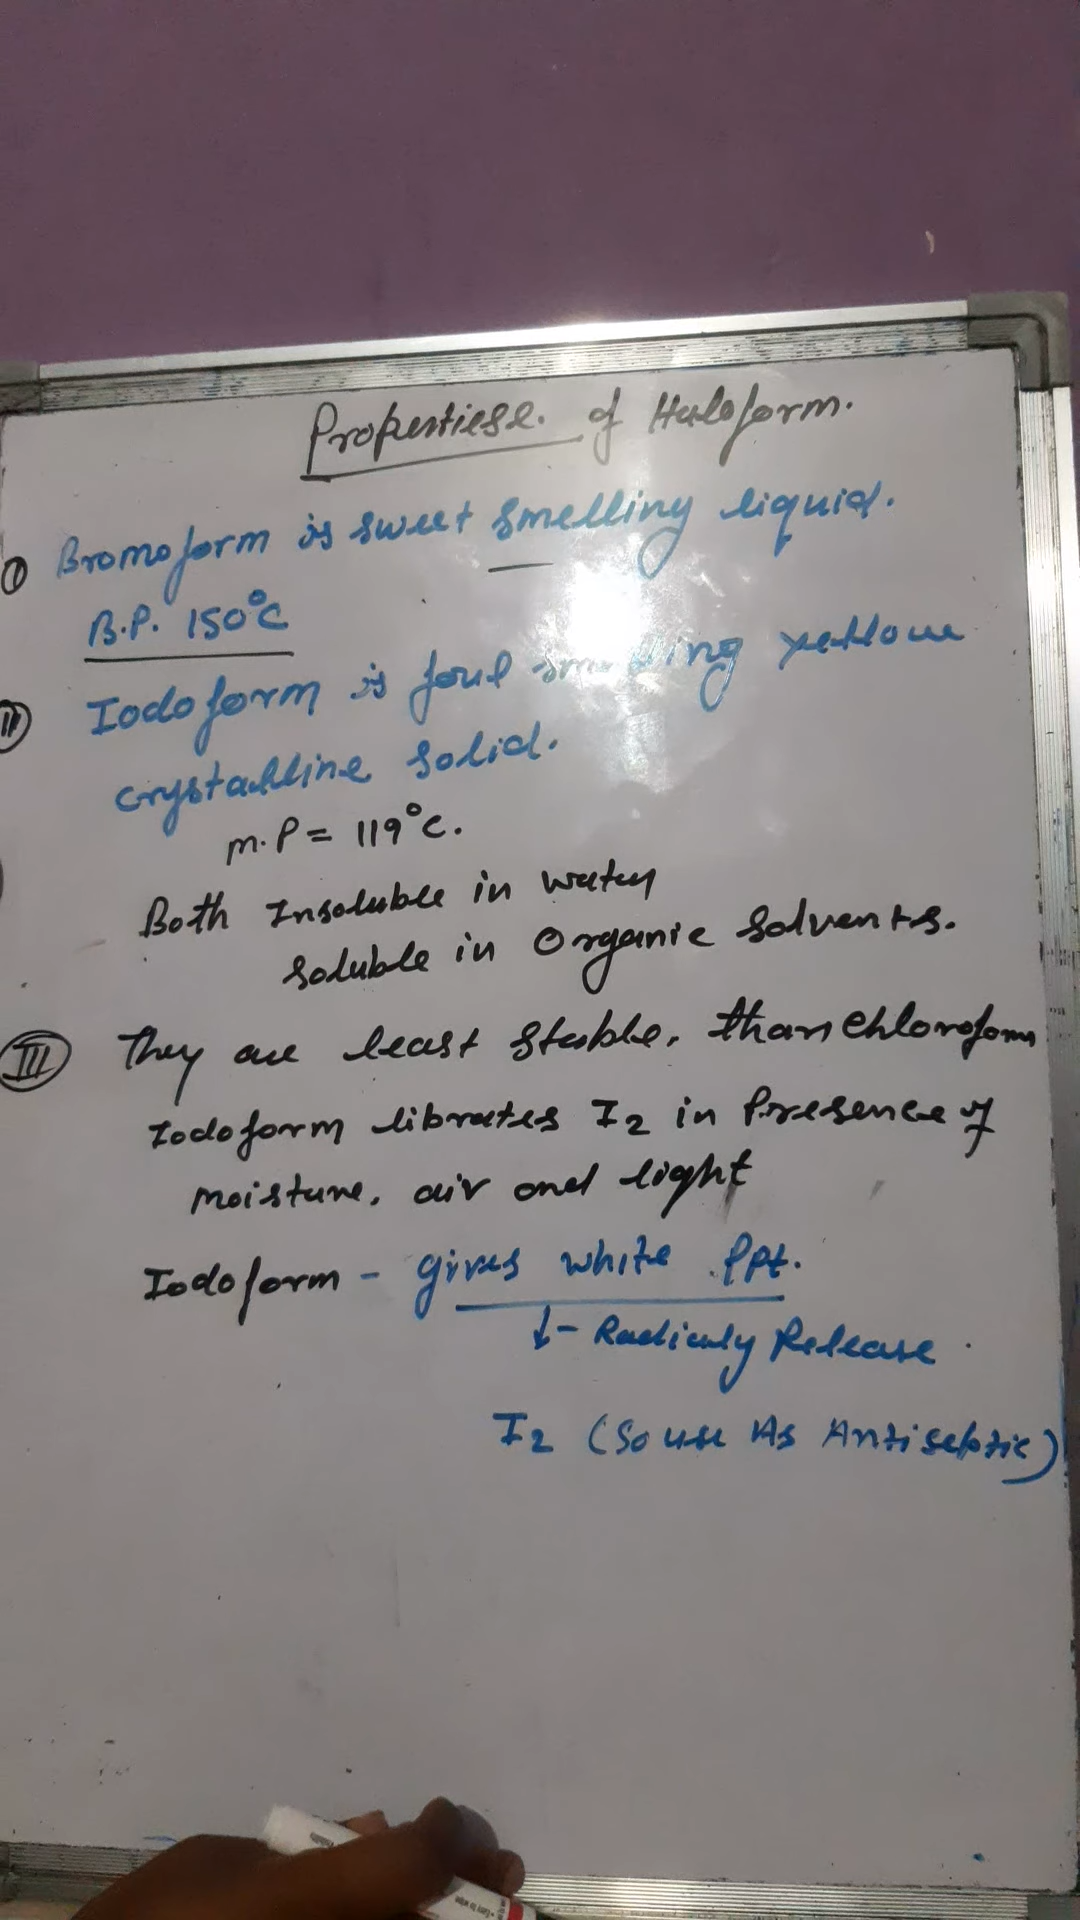 Propertiese. of Haloform.
① Bromoform is sweet smelling liquid.
B.P. 150°C
II Iodoform is foul smelling yellow
crystalline solid.
m.P = 119°C.
Both Insoluble in water
soluble in Organic solvents.
III They are least stable, than chloroform
Iodoform librates I2 in Presence of
moisture, air and light
Iodoform - gives white PPt.
↓- Radicaly Release
I2 (So use As Antiseptic)